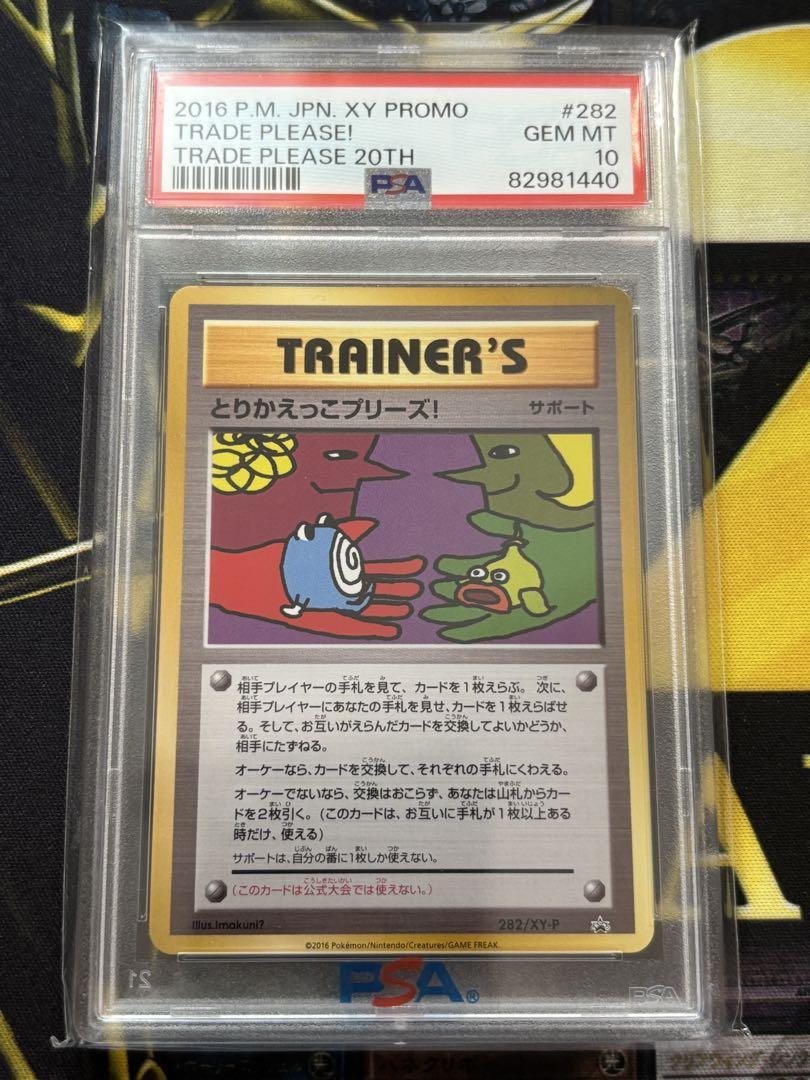 2016 P.M. JPN. XY PROMO #282
TRADE PLEASE! GEM MT
TRADE PLEASE 20TH 10
PSA 82981440
TRAINER'S
とりかえっこプリーズ! サポート
相手プレイヤーの手札を見て、カードを1枚えらぶ。次に、
相手プレイヤーにあなたの手札を見せ、カードを1枚えらばせ
る。そして、お互いがえらんだカードを交換してよいかどうか、
相手にたずねる。
オーケーなら、カードを交換して、それぞれの手札にくわえる。
オーケーでないなら、交換はおこらず、あなたは山札からカー
ドを2枚引く。(このカードは、お互いに手札が1枚以上ある
時だけ、使える)
サポートは、自分の番に1枚しか使えない。
(このカードは公式大会では使えない。)
Illus.Imakuni? 282/XY-P
©2016 Pokémon/Nintendo/Creatures/GAME FREAK.
21 PSA® PSA
ハネクリボ